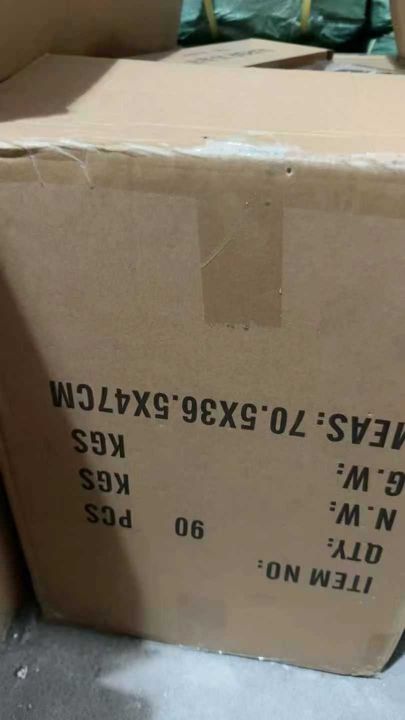 ITEM NO:
QTY: 90 PCS
N.W: KGS
G.W: KGS
MEAS: 70.5X36.5X47CM